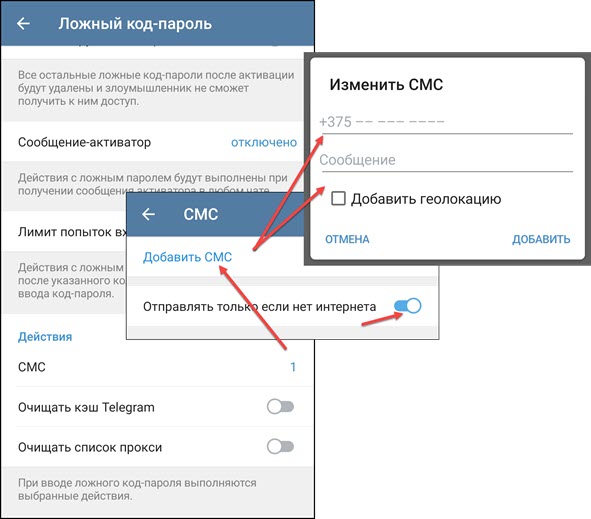 Ложный код-пароль
Все остальные ложные код-пароли после активации
будут удалены и злоумышленник не сможет
получить к ним доступ.
Сообщение-активатор отключено
Действия с ложным паролем будут выполнены при
получении сообщения активатора в любом чате
Лимит попыток вх
Действия с ложным
после указанного ко
ввода код-пароля.
Действия
СМС 1
Очищать кэш Telegram
Очищать список прокси
При вводе ложного код-пароля выполняются
выбранные действия.
СМС
Добавить СМС
Отправлять только если нет интернета
Изменить СМС
+375 –– ––– ––––
Сообщение
Добавить геолокацию
ОТМЕНА ДОБАВИТЬ